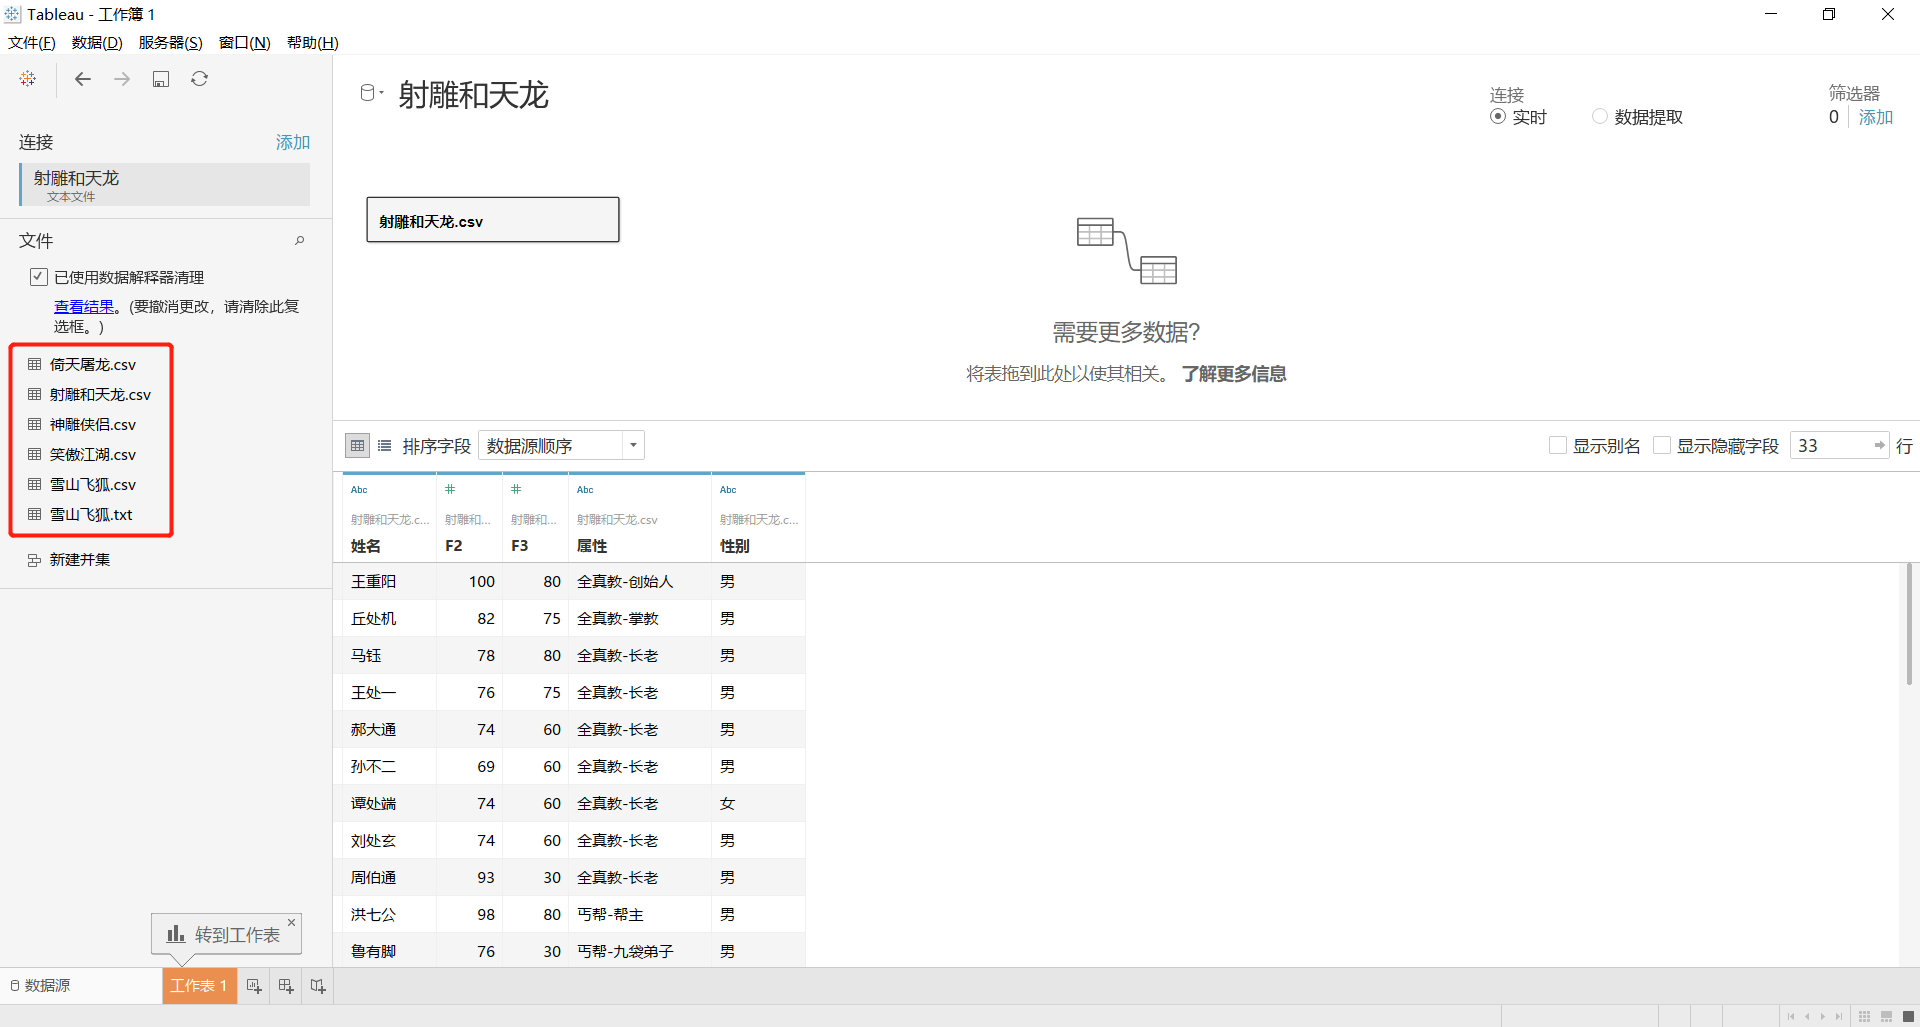 Tableau - 工作簿 1
文件(F) 数据(D) 服务器(S) 窗口(N) 帮助(H)
连接 添加
射雕和天龙
文本文件
文件
已使用数据解释器清理
查看结果。(要撤消更改，请清除此复
选框。)
倚天屠龙.csv
射雕和天龙.csv
神雕侠侣.csv
笑傲江湖.csv
雪山飞狐.csv
雪山飞狐.txt
新建并集
转到工作表
射雕和天龙
连接
实时 数据提取
筛选器
0 添加
射雕和天龙.csv
需要更多数据?
将表拖到此处以使其相关。 了解更多信息
排序字段 数据源顺序 显示别名 显示隐藏字段 33 行
Abc # # Abc Abc
射雕和天龙.c... 射雕和... 射雕和... 射雕和天龙.csv 射雕和天龙.c...
姓名 F2 F3 属性 性别
王重阳 100 80 全真教-创始人 男
丘处机 82 75 全真教-掌教 男
马钰 78 80 全真教-长老 男
王处一 76 75 全真教-长老 男
郝大通 74 60 全真教-长老 男
孙不二 69 60 全真教-长老 男
谭处端 74 60 全真教-长老 女
刘处玄 74 60 全真教-长老 男
周伯通 93 30 全真教-长老 男
洪七公 98 80 丐帮-帮主 男
鲁有脚 76 30 丐帮-九袋弟子 男
数据源 工作表 1